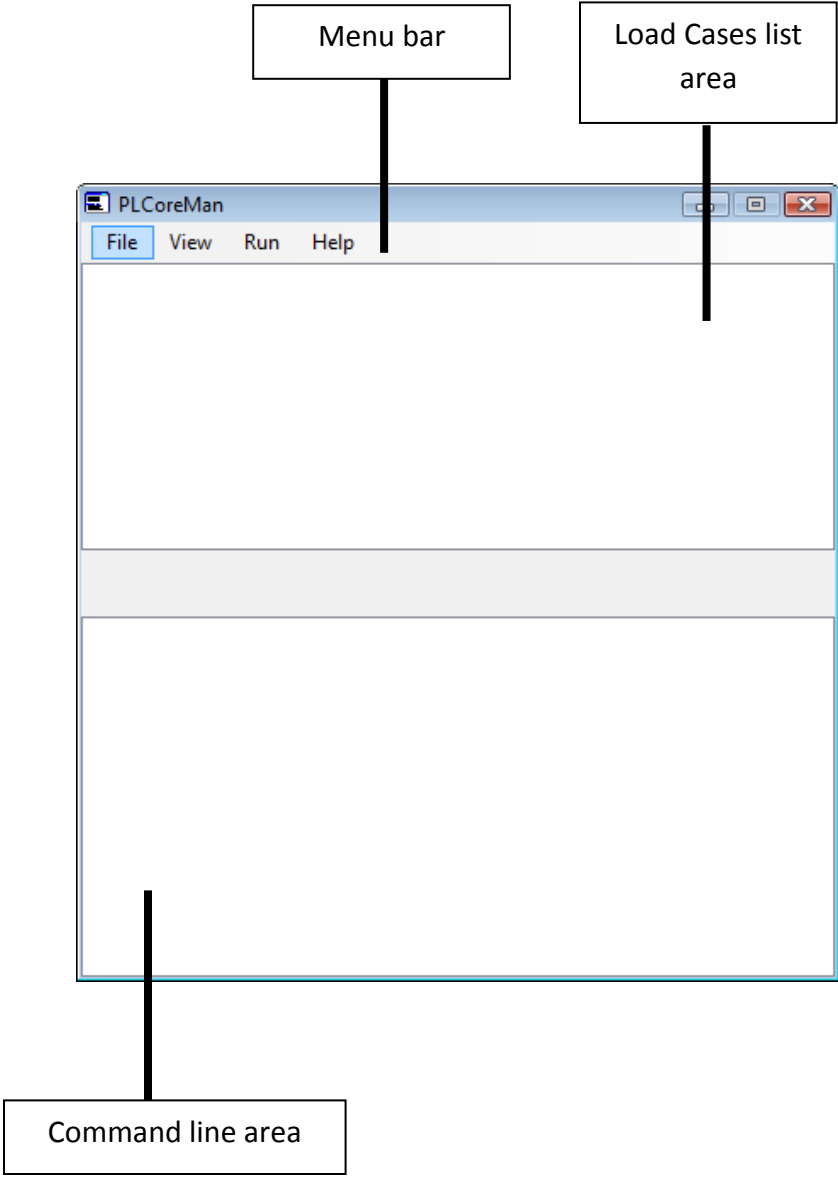 Menu bar
Load Cases list
area
PLCoreMan
File View Run Help
Command line area